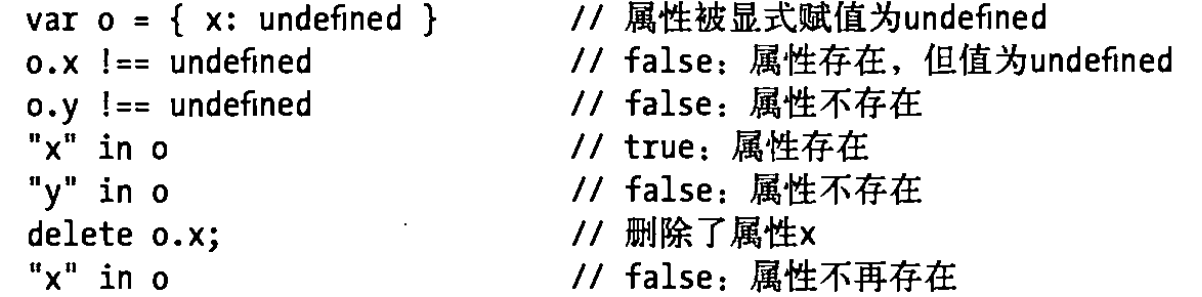 var o = { x: undefined } // 属性被显式赋值为undefined
o.x !== undefined // false：属性存在，但值为undefined
o.y !== undefined // false：属性不存在
"x" in o // true：属性存在
"y" in o // false：属性不存在
delete o.x; // 删除了属性x
"x" in o // false：属性不再存在